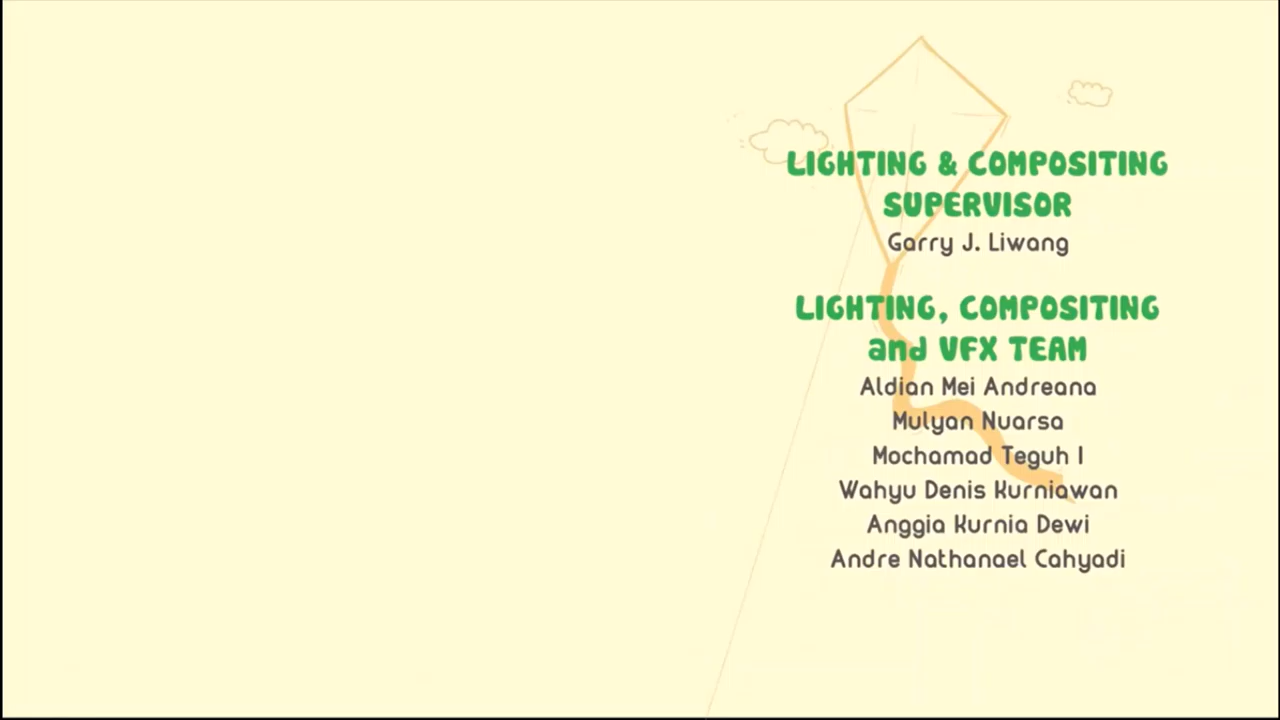 LIGHTING & COMPOSITING
SUPERVISOR
Garry J. Liwang
LIGHTING, COMPOSITING
and VFX TEAM
Aldian Mei Andreana
Mulyan Nuarsa
Mochamad Teguh I
Wahyu Denis Kurniawan
Anggia Kurnia Dewi
Andre Nathanael Cahyadi